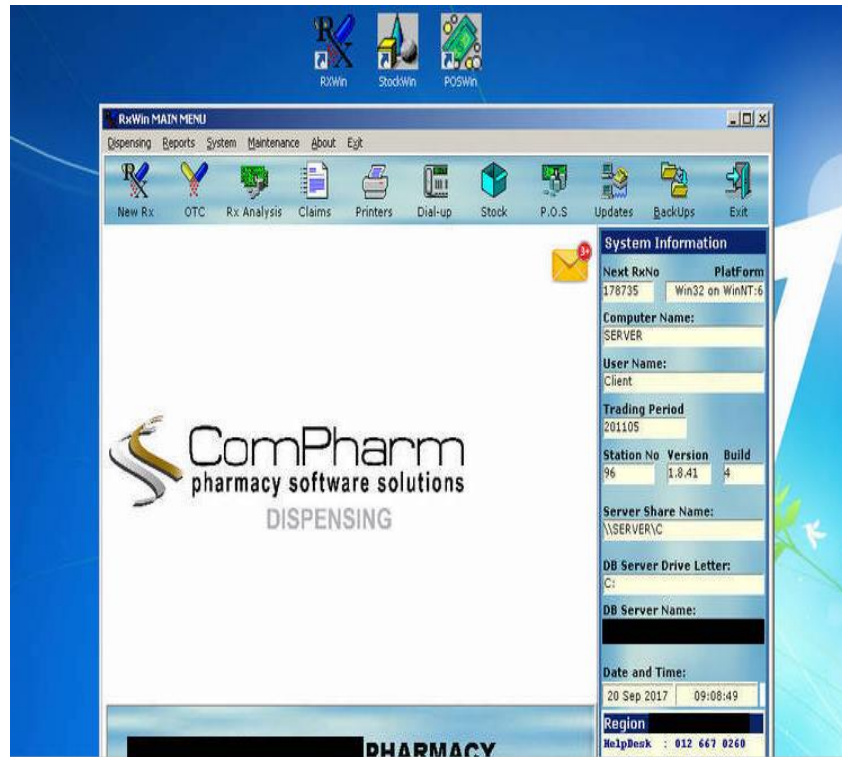 RXWin StockWin POSWin
RxWin MAIN MENU
Dispensing Reports System Maintenance About Exit
New Rx OTC Rx Analysis Claims Printers Dial-up Stock P.O.S Updates BackUps Exit
3+
ComPharm
pharmacy software solutions
DISPENSING
System Information
Next RxNo PlatForm
178735 Win32 on WinNT:6
Computer Name:
SERVER
User Name:
Client
Trading Period
201105
Station No Version Build
96 1.8.41 4
Server Share Name:
\\SERVER\C
DB Server Drive Letter:
C:
DB Server Name:
Date and Time:
20 Sep 2017 09:08:49
Region
HelpDesk : 012 667 0260
PHARMACY